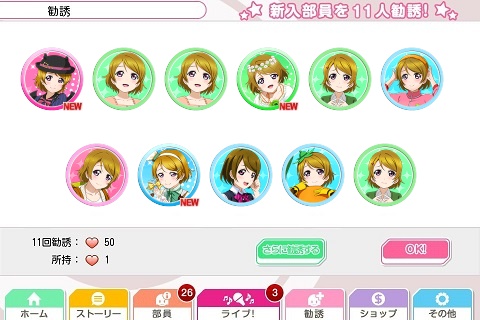 勧誘
新入部員を11人勧誘!
NEW
NEW
NEW
11回勧誘： 50
所持： 1
さらに勧誘する
OK!
26
3
ホーム
ストーリー
部員
ライブ!
勧誘
ショップ
その他